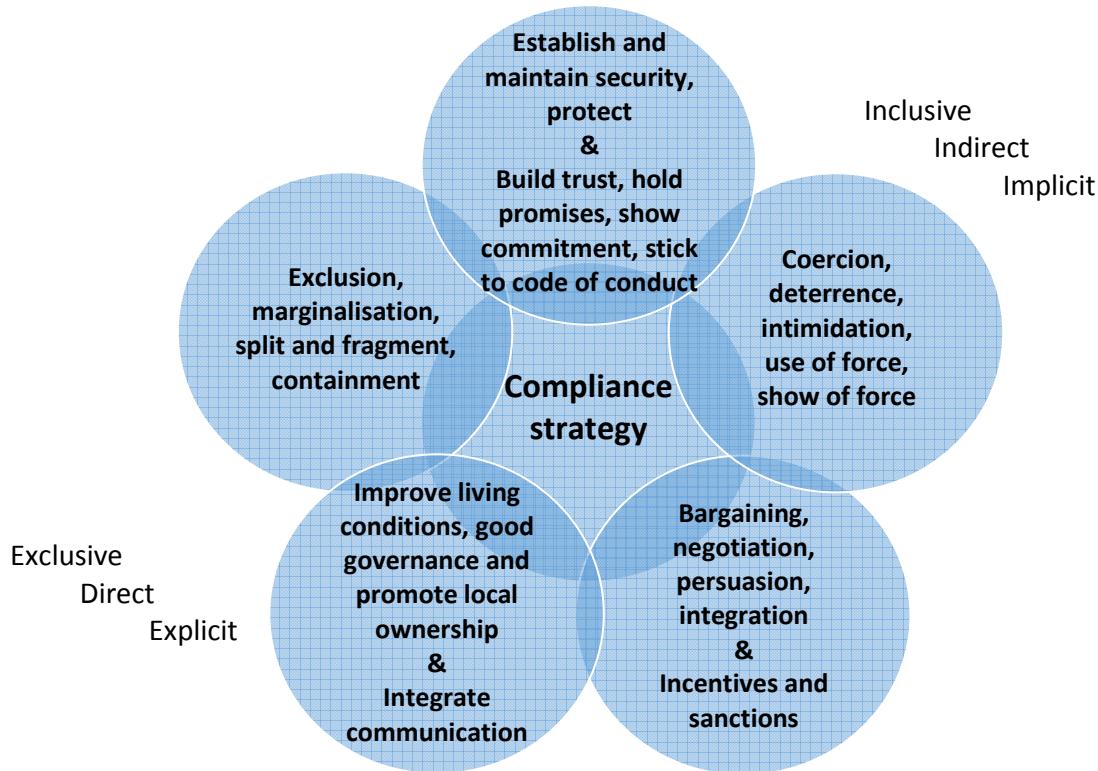 Establish and
maintain security,
protect
&
Build trust, hold
promises, show
commitment, stick
to code of conduct
Inclusive
Indirect
Implicit
Exclusion,
marginalisation,
split and fragment,
containment
Coercion,
deterrence,
intimidation,
use of force,
show of force
Compliance
strategy
Improve living
conditions, good
governance and
promote local
ownership
&
Integrate
communication
Bargaining,
negotiation,
persuasion,
integration
&
Incentives and
sanctions
Exclusive
Direct
Explicit